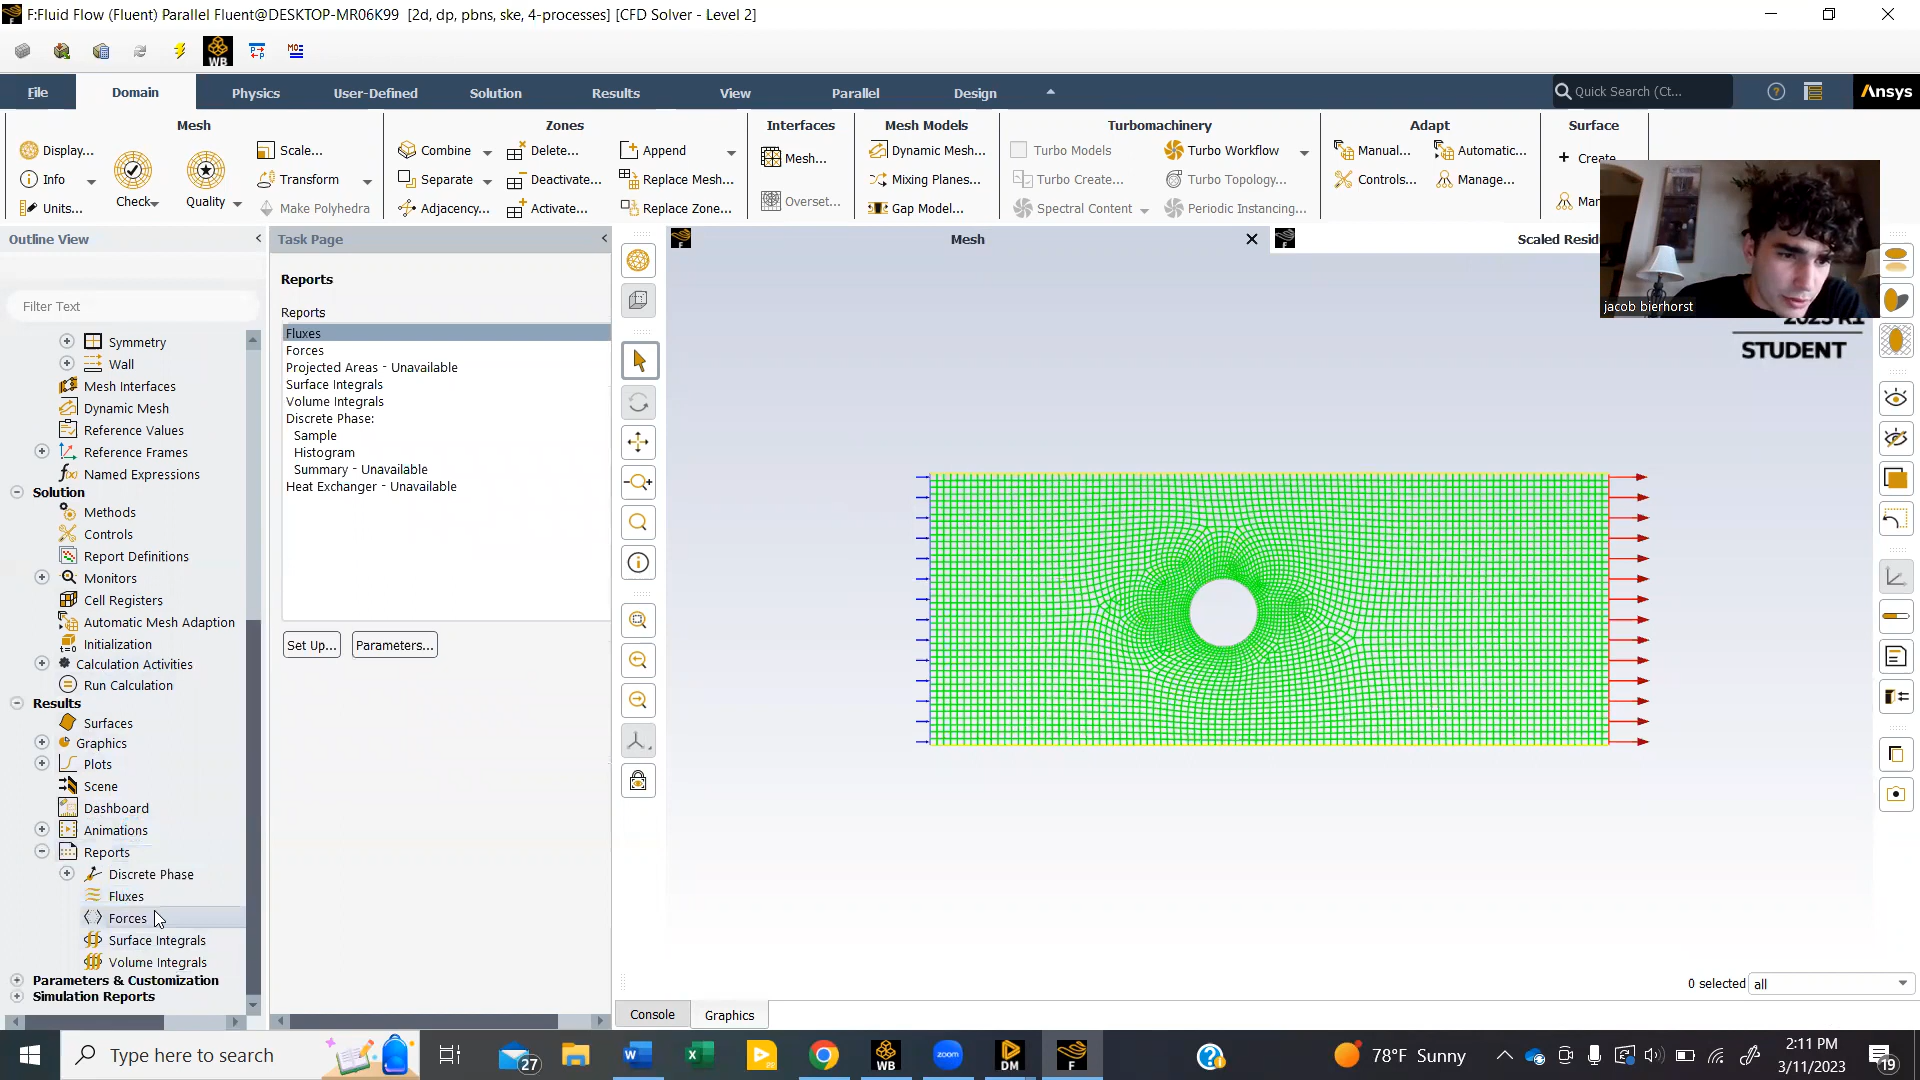 F:Fluid Flow (Fluent) Parallel Fluent@DESKTOP-MR06K99 [2d, dp, pbns, ske, 4-processes] [CFD Solver - Level 2]
WB
File Domain Physics User-Defined Solution Results View Parallel Design Quick Search (Ct... Ansys
Mesh
Display...
Info
Units...
Check
Quality
Scale...
Transform
Make Polyhedra
Zones
Combine
Separate
Adjacency...
Delete...
Deactivate...
Activate...
Append
Replace Mesh...
Replace Zone...
Interfaces
Mesh...
Overset...
Mesh Models
Dynamic Mesh...
Mixing Planes...
Gap Model...
Turbomachinery
Turbo Models
Turbo Create...
Spectral Content
Turbo Workflow
Turbo Topology...
Periodic Instancing...
Adapt
Manual...
Controls...
Automatic...
Manage...
Surface
+ Create
Outline View
Filter Text
Symmetry
Wall
Mesh Interfaces
Dynamic Mesh
Reference Values
Reference Frames
Named Expressions
Solution
Methods
Controls
Report Definitions
Monitors
Cell Registers
Automatic Mesh Adaption
Initialization
Calculation Activities
Run Calculation
Results
Surfaces
Graphics
Plots
Scene
Dashboard
Animations
Reports
Discrete Phase
Fluxes
Forces
Surface Integrals
Volume Integrals
Parameters & Customization
Simulation Reports
Task Page
Reports
Reports
Fluxes
Forces
Projected Areas - Unavailable
Surface Integrals
Volume Integrals
Discrete Phase:
Sample
Histogram
Summary - Unavailable
Heat Exchanger - Unavailable
Set Up... Parameters...
Mesh
Scaled Resid
jacob bierhorst
2023 R1
STUDENT
0 selected all
Console Graphics
Type here to search
27
WB
zoom
DM
F
78°F Sunny
2:11 PM
3/11/2023
19